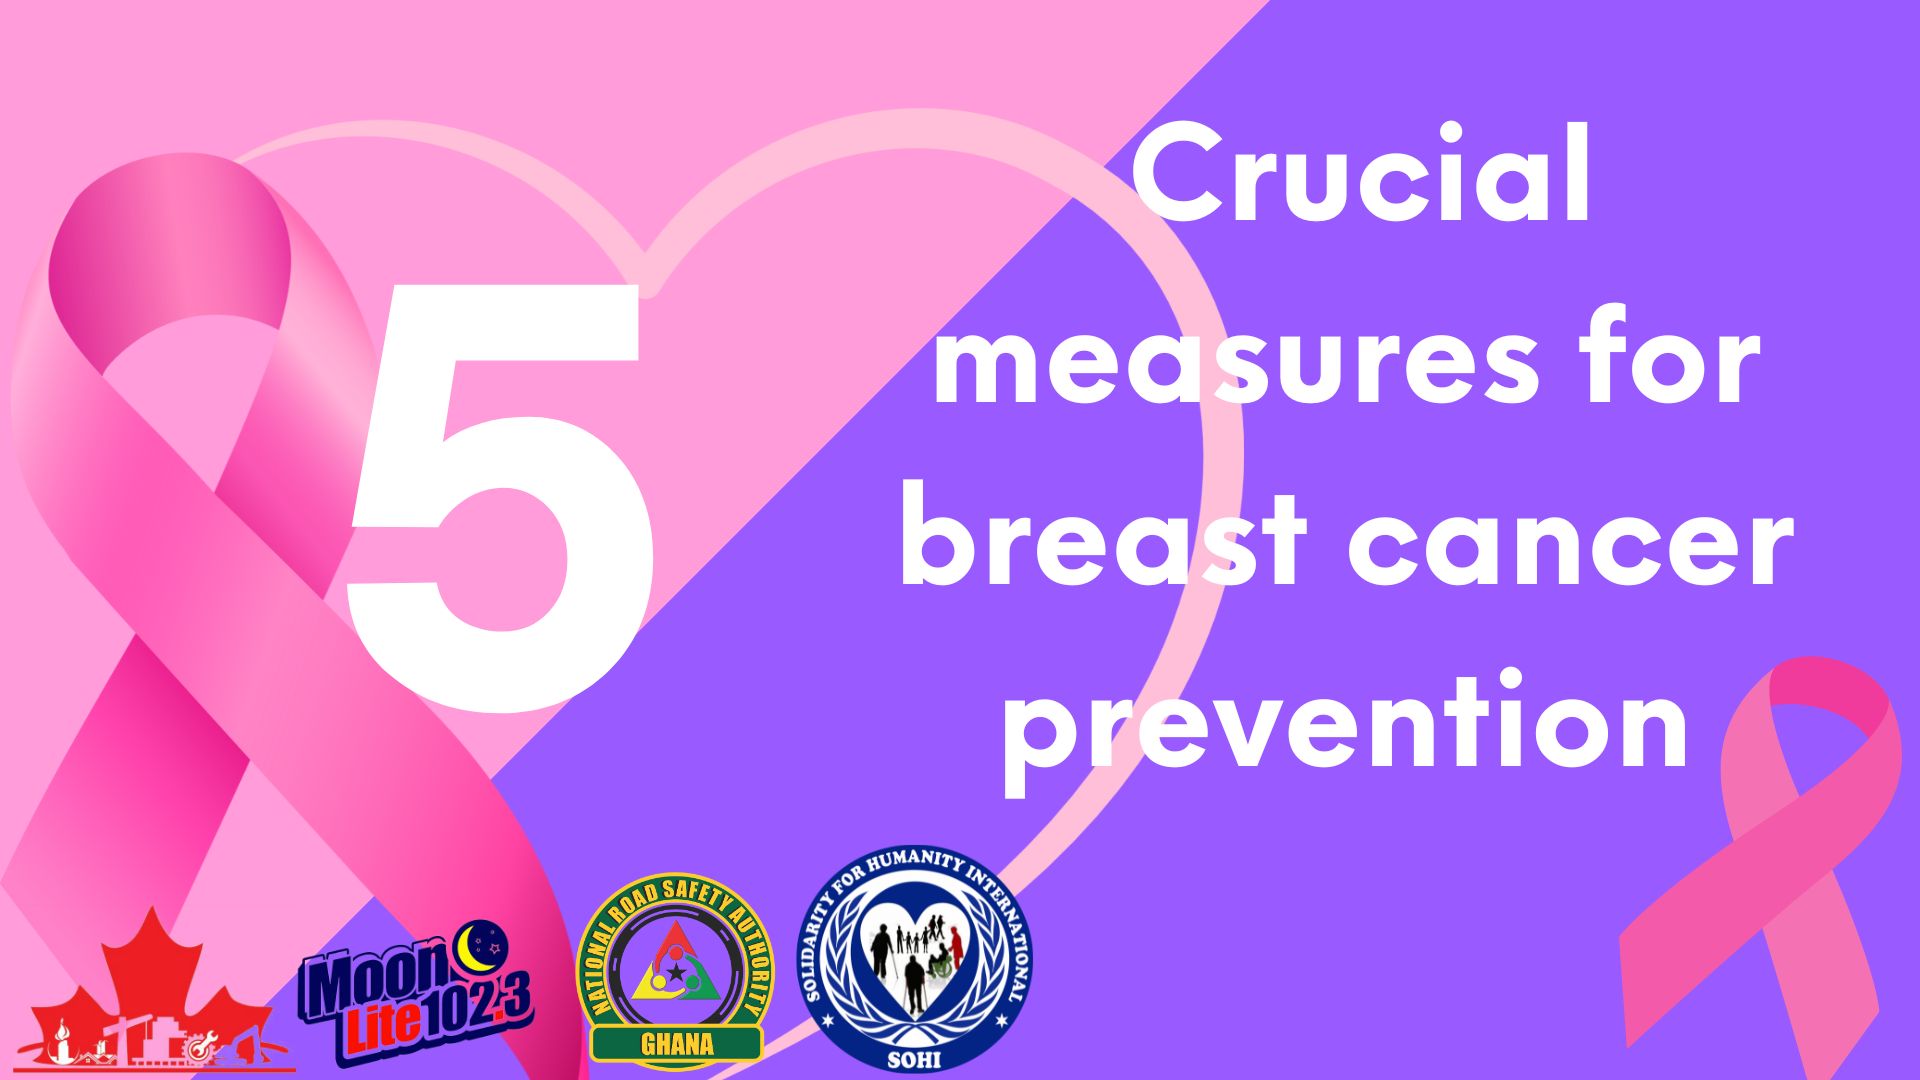 5
Crucial
measures for
breast cancer
prevention
Moon
Lite 102.3
NATIONAL ROAD SAFETY AUTHORITY
GHANA
SOLIDARITY FOR HUMANITY INTERNATIONAL
SOHI